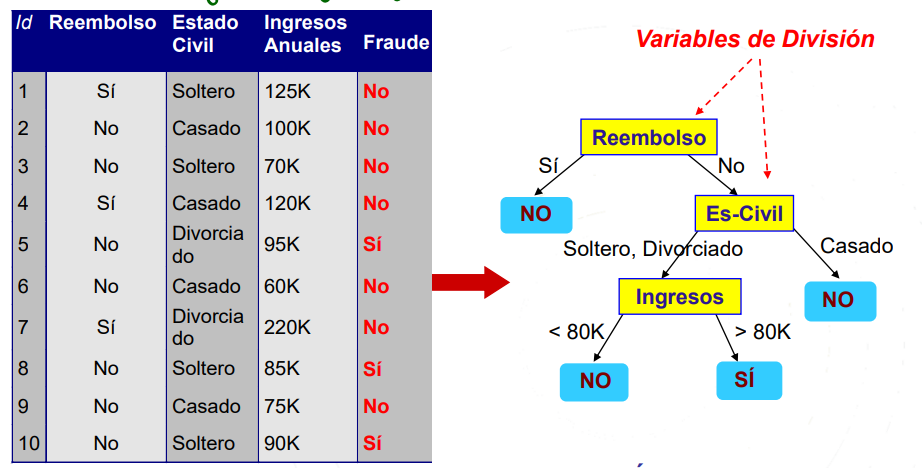 Id Reembolso Estado Civil Ingresos Anuales Fraude
1 Sí Soltero 125K No
2 No Casado 100K No
3 No Soltero 70K No
4 Sí Casado 120K No
5 No Divorcia do 95K Sí
6 No Casado 60K No
7 Sí Divorcia do 220K No
8 No Soltero 85K Sí
9 No Casado 75K No
10 No Soltero 90K Sí
Variables de División
Reembolso
Sí No
NO Es-Civil
Soltero, Divorciado Casado
Ingresos NO
< 80K > 80K
NO SÍ